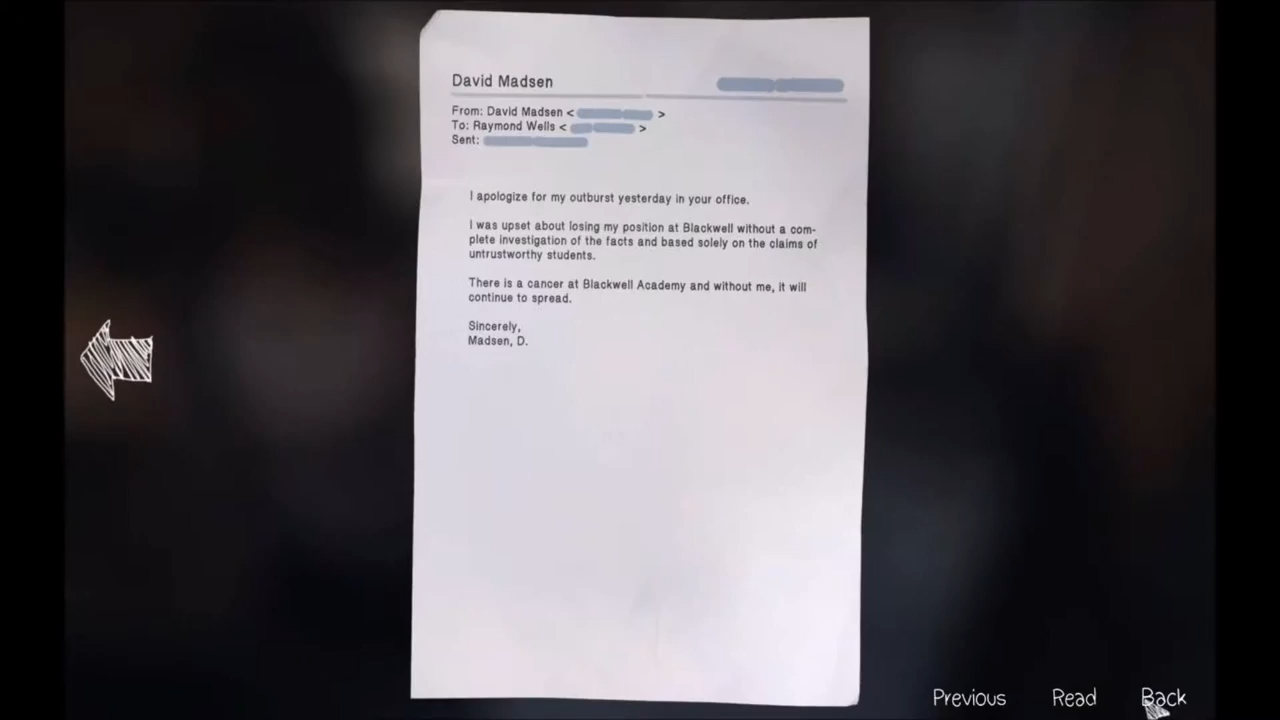 David Madsen
From: David Madsen < >
To: Raymond Wells < >
Sent:
I apologize for my outburst yesterday in your office.
I was upset about losing my position at Blackwell without a com-
plete investigation of the facts and based solely on the claims of
untrustworthy students.
There is a cancer at Blackwell Academy and without me, it will
continue to spread.
Sincerely,
Madsen, D.
Previous Read Back